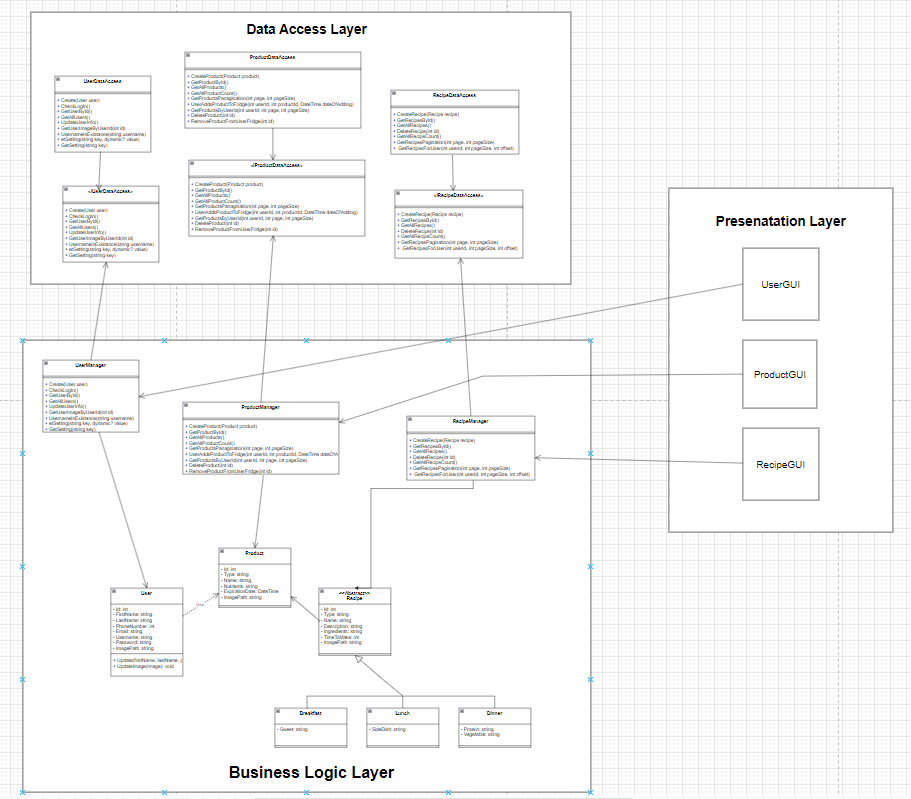 Data Access Layer
UserDataAccess
+ Create(User user)
+ CheckLogin()
+ GetUserById()
+ GetAllUsers()
+ UpdateUserInfo()
+ GetUserImageByUserId(int id)
+ UsernameInExistance(string username)
+ etSetting(string key, dynamic? value)
+ GetSetting(string key)
ProductDataAccess
+ CreateProduct(Product product)
+ GetProductById()
+ GetAllProducts()
+ GetAllProductCount()
+ GetProductsPanagination(int page, int pageSize)
+ UserAddsProductToFridge(int userId, int productId, DateTime dateOfAdding)
+ GetProductsByUserId(int userId, int page, int pageSize)
+ DeleteProduct(int id)
+ RemoveProductFromUserFridge(int id)
RecipeDataAccess
+ CreateRecipe(Recipe recipe)
+ GetRecipesById()
+ GetAllRecipes()
+ DeleteRecipe(int id)
+ GetAllRecipeCount()
+ GetRecipesPagination(int page, int pageSize)
+ GetRecipesForUser(int userId, int pageSize, int offset)
<IUserDataAccess>
+ Create(User user)
+ CheckLogin()
+ GetUserById()
+ GetAllUsers()
+ UpdateUserInfo()
+ GetUserImageByUserId(int id)
+ UsernameInExistance(string username)
+ etSetting(string key, dynamic? value)
+ GetSetting(string key)
<IProductDataAccess>
+ CreateProduct(Product product)
+ GetProductById()
+ GetAllProducts()
+ GetAllProductCount()
+ GetProductsPanagination(int page, int pageSize)
+ UserAddsProductToFridge(int userId, int productId, DateTime dateOfAdding)
+ GetProductsByUserId(int userId, int page, int pageSize)
+ DeleteProduct(int id)
+ RemoveProductFromUserFridge(int id)
<IRecipeDataAccess>
+ CreateRecipe(Recipe recipe)
+ GetRecipesById()
+ GetAllRecipes()
+ DeleteRecipe(int id)
+ GetAllRecipeCount()
+ GetRecipesPagination(int page, int pageSize)
+ GetRecipesForUser(int userId, int pageSize, int offset)
Presenatation Layer
UserGUI
ProductGUI
RecipeGUI
UserManager
+ Create(User user)
+ CheckLogin()
+ GetUserById()
+ GetAllUsers()
+ UpdateUserInfo()
+ GetUserImageByUserId(int id)
+ UsernameInExistance(string username)
+ etSetting(string key, dynamic? value)
+ GetSetting(string key)
ProductManager
+ CreateProduct(Product product)
+ GetProductById()
+ GetAllProducts()
+ GetAllProductCount()
+ GetProductsPanagination(int page, int pageSize)
+ UserAddsProductToFridge(int userId, int productId, DateTime dateOfA
+ GetProductsByUserId(int userId, int page, int pageSize)
+ DeleteProduct(int id)
+ RemoveProductFromUserFridge(int id)
RecipeManager
+ CreateRecipe(Recipe recipe)
+ GetRecipesById()
+ GetAllRecipes()
+ DeleteRecipe(int id)
+ GetAllRecipeCount()
+ GetRecipesPagination(int page, int pageSize)
+ GetRecipesForUser(int userId, int pageSize, int offset)
Product
- Id: int
- Type: string
- Name: string
- Nutrients: string
- ExpirationDate: DateTime
- ImagePath: string
User
- Id: int
- FirstName: string
- LastName: string
- PhoneNumber: int
- Email: string
- Username: string
- Password: string
- ImagePath: string
+ Update(firstName, lastName, p
+ UpdateImage(image): void
Use
<<Abstract>>
Recipe
- Id: int
- Type: string
- Name: string
- Description: string
- Ingredients: string
- TimeToMake: int
- ImagePath: string
Breakfast
- Sweet: string
Lunch
- SideDish: string
Dinner
- Protein: string
- Vegetable: string
Business Logic Layer